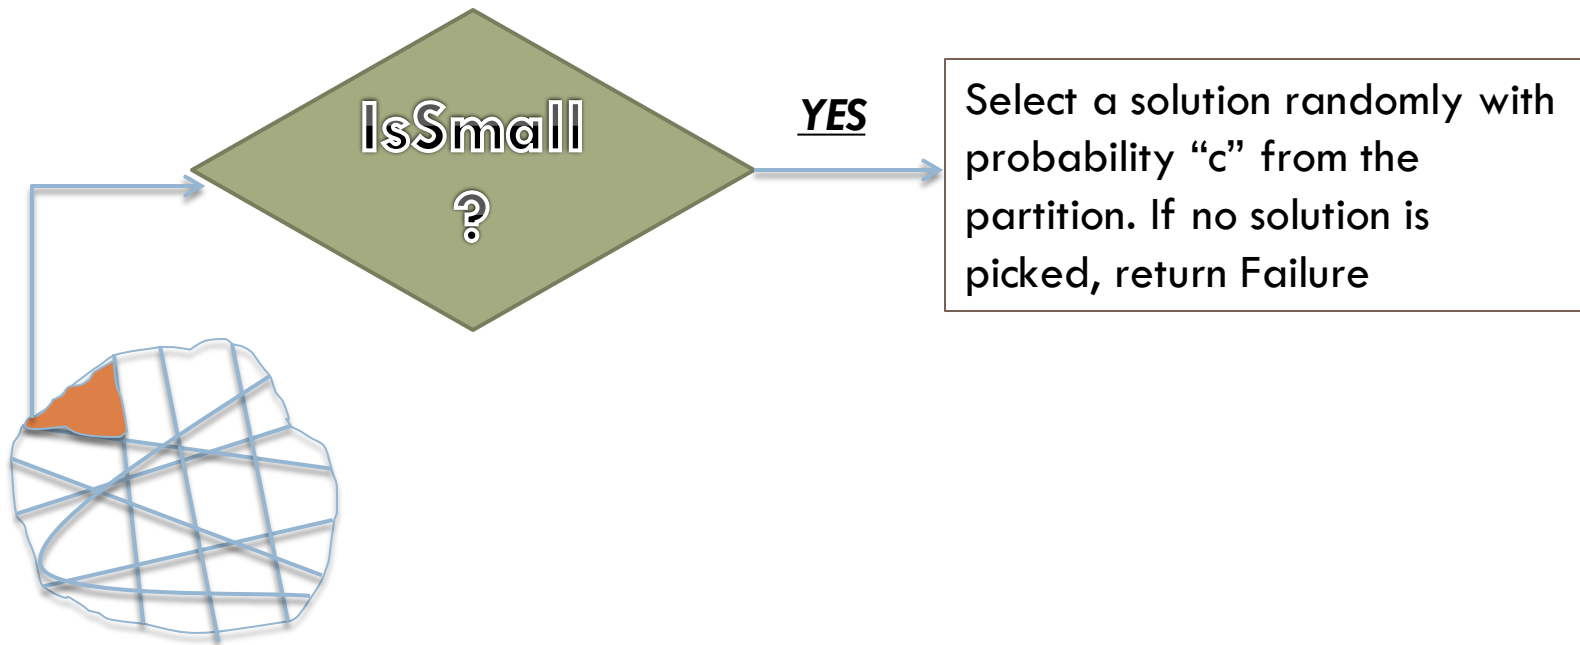 IsSmall
?
YES
Select a solution randomly with
probability “c” from the
partition. If no solution is
picked, return Failure